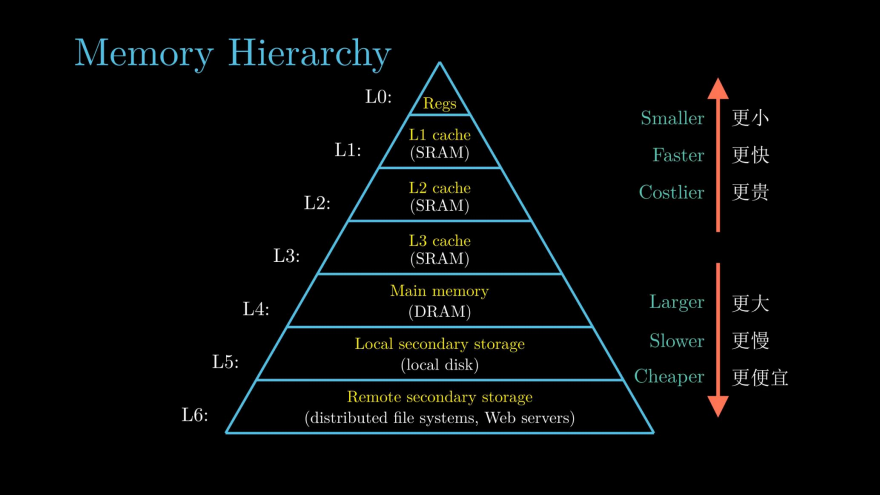 Memory Hierarchy
L0:
Regs
L1:
L1 cache
(SRAM)
L2:
L2 cache
(SRAM)
L3:
L3 cache
(SRAM)
L4:
Main memory
(DRAM)
L5:
Local secondary storage
(local disk)
L6:
Remote secondary storage
(distributed file systems, Web servers)
Smaller 更小
Faster 更快
Costlier 更贵
Larger 更大
Slower 更慢
Cheaper 更便宜